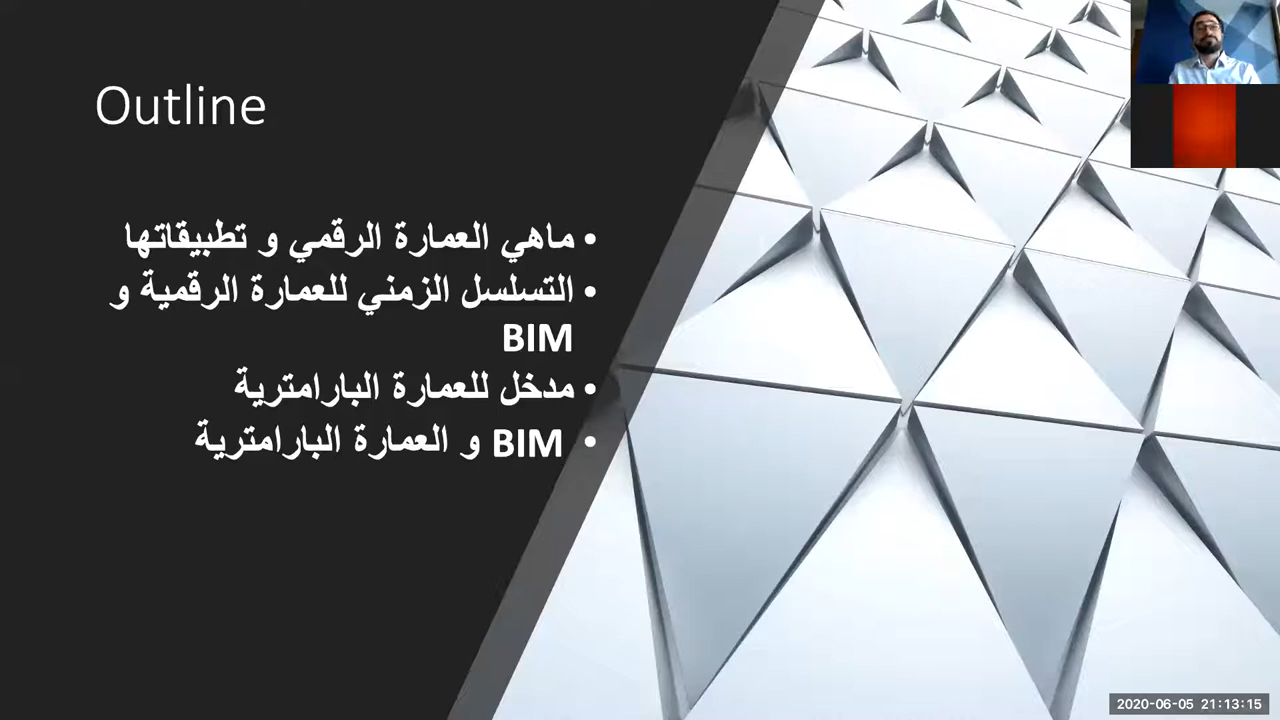 Outline
• ماهي العمارة الرقمي و تطبيقاتها
• التسلسل الزمني للعمارة الرقمية و
BIM
• مدخل للعمارة البارامترية
• BIM و العمارة البارامترية
2020-06-05 21:13:15